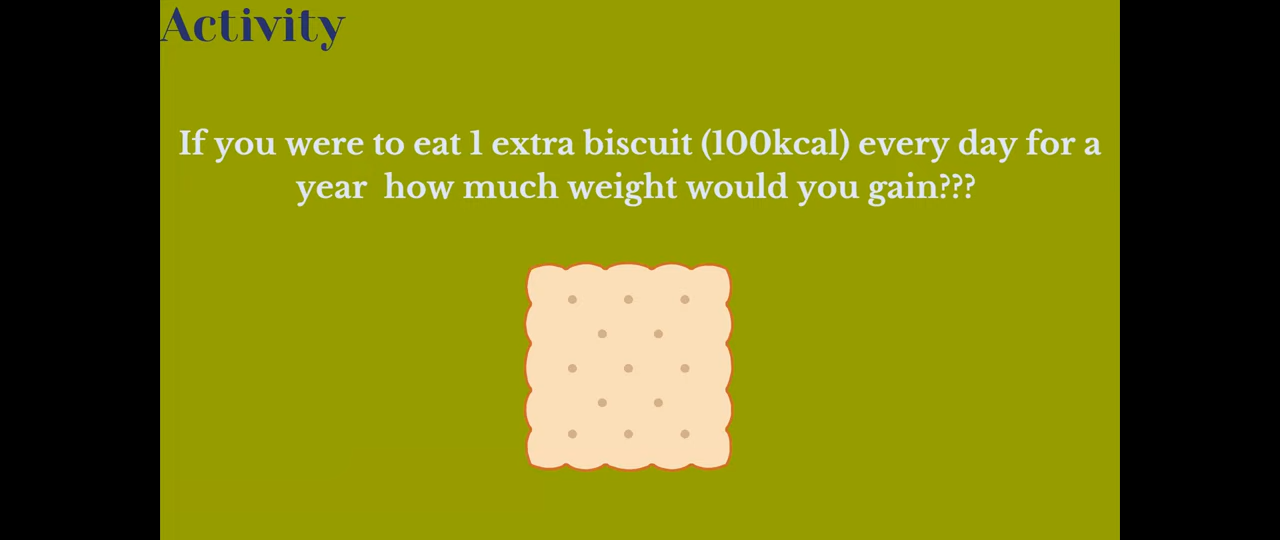 Activity
If you were to eat 1 extra biscuit (100kcal) every day for a
year  how much weight would you gain???